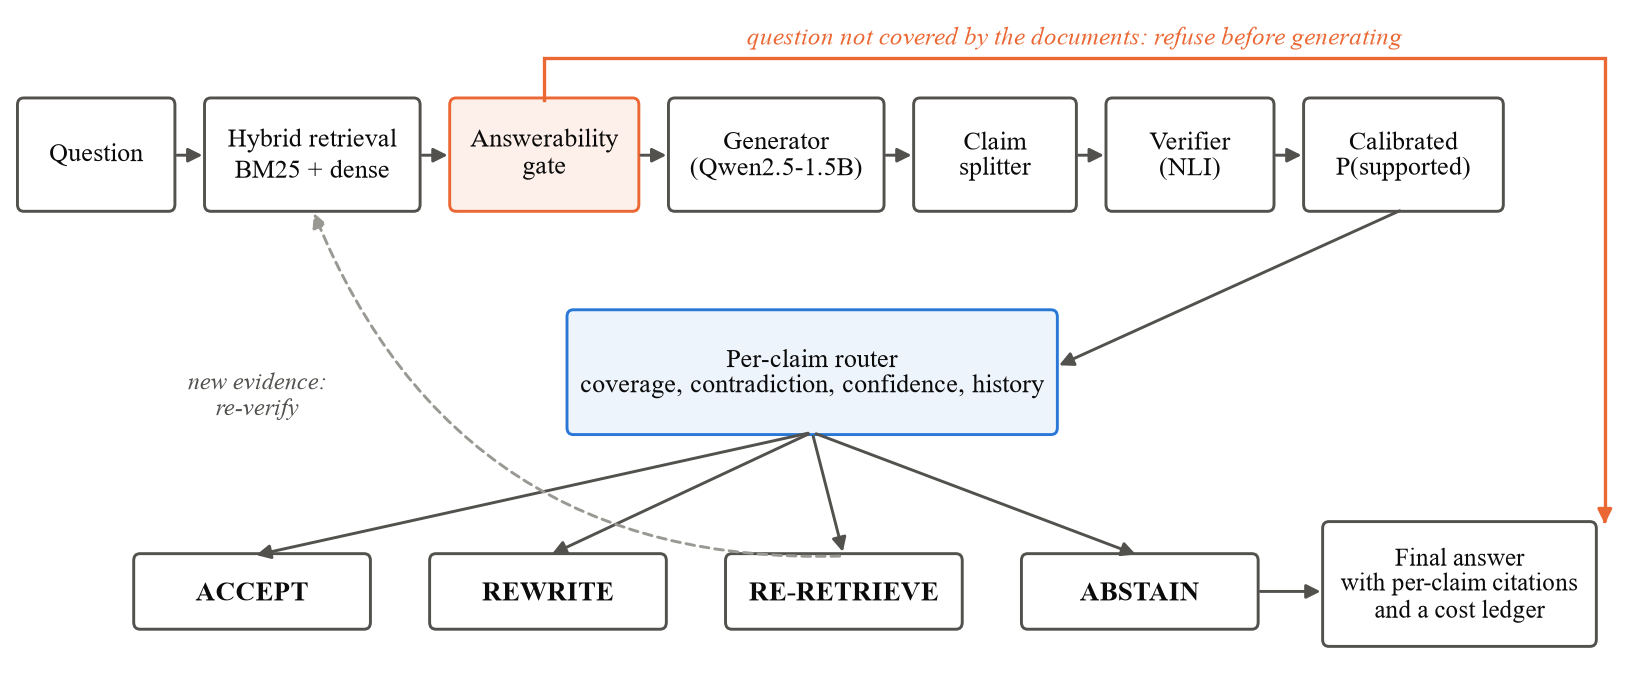 question not covered by the documents: refuse before generating
Question
Hybrid retrieval
BM25 + dense
Answerability
gate
Generator
(Qwen2.5-1.5B)
Claim
splitter
Verifier
(NLI)
Calibrated
P(supported)
Per-claim router
coverage, contradiction, confidence, history
new evidence:
re-verify
ACCEPT
REWRITE
RE-RETRIEVE
ABSTAIN
Final answer
with per-claim citations
and a cost ledger